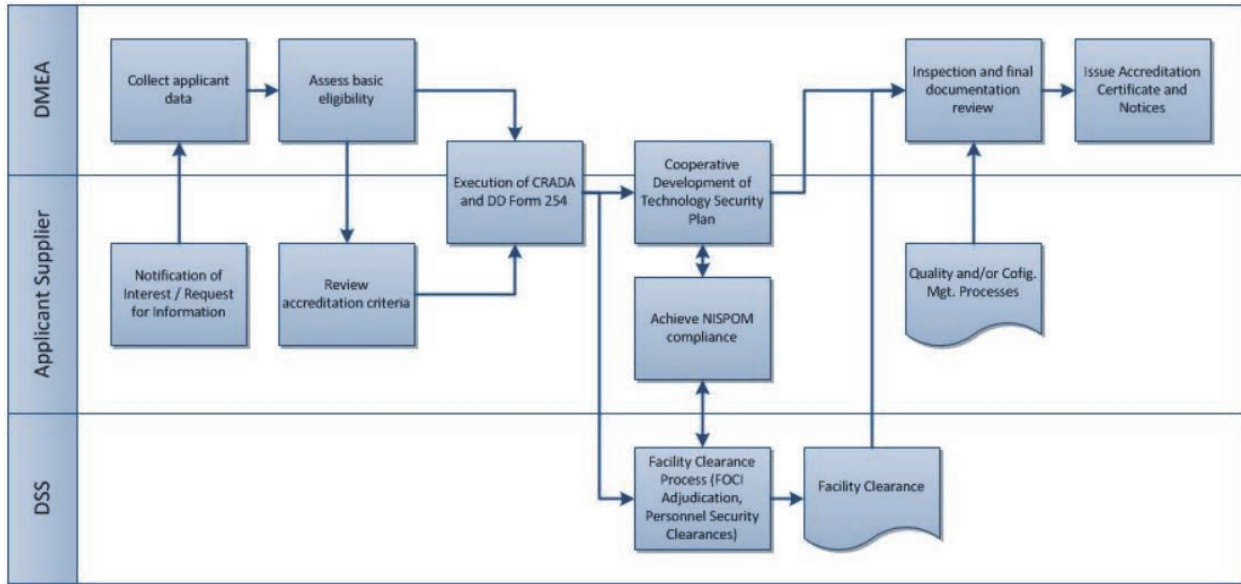 DMEA
Collect applicant
data
Assess basic
eligibility
Inspection and final
documentation
review
Issue Accreditation
Certificate and
Notices
Execution of CRADA
and DD Form 254
Cooperative
Development of
Technology Security
Plan
Applicant Supplier
Notification of
Interest / Request
for Information
Review
accreditation criteria
Achieve NISPOM
compliance
Quality and/or Cofig.
Mgt. Processes
DSS
Facility Clearance
Process (FOCI
Adjudication,
Personnel Security
Clearances)
Facility Clearance